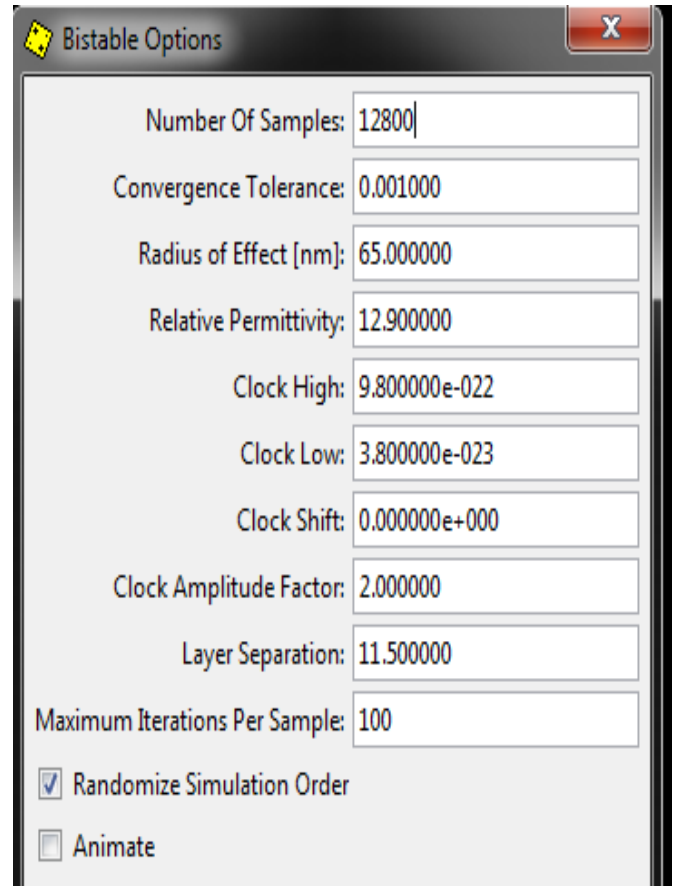 Bistable Options
Number Of Samples: 12800
Convergence Tolerance: 0.001000
Radius of Effect [nm]: 65.000000
Relative Permittivity: 12.900000
Clock High: 9.800000e-022
Clock Low: 3.800000e-023
Clock Shift: 0.000000e+000
Clock Amplitude Factor: 2.000000
Layer Separation: 11.500000
Maximum Iterations Per Sample: 100
Randomize Simulation Order
Animate